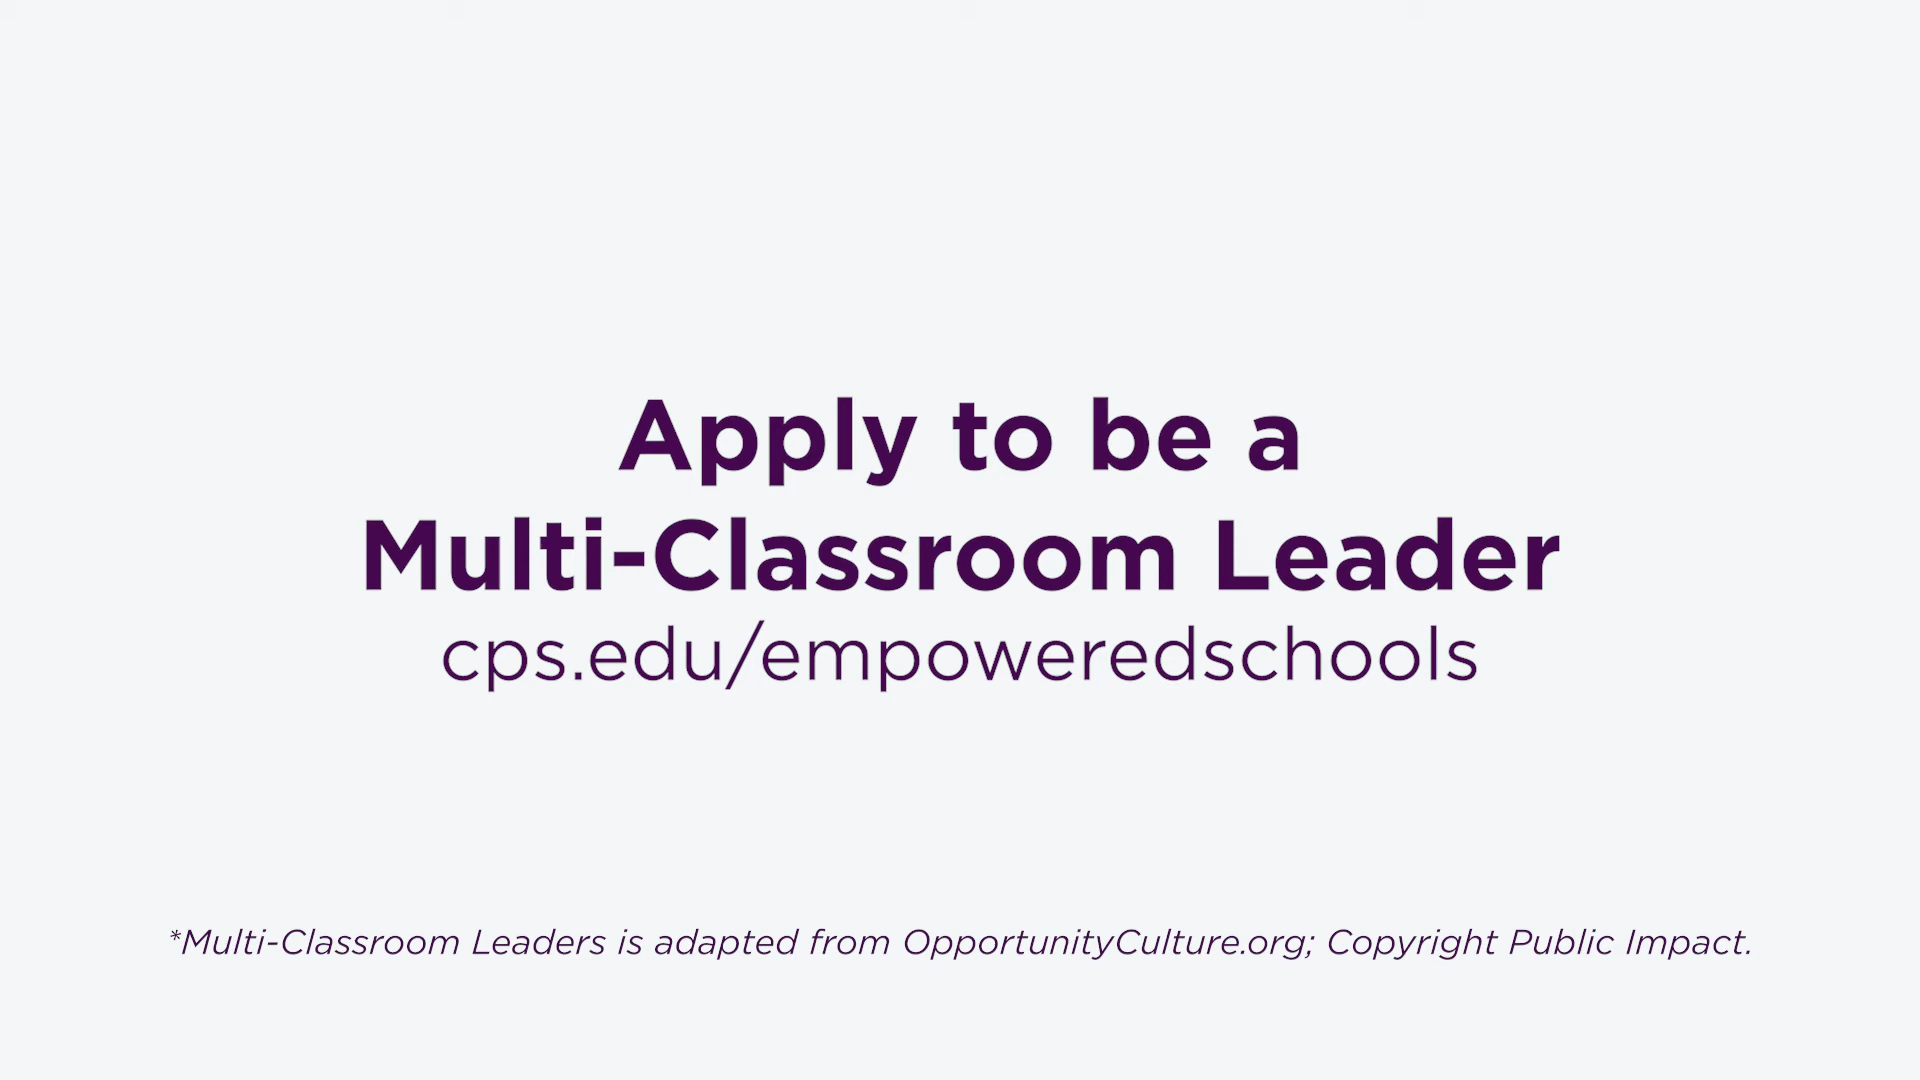 Apply to be a
Multi-Classroom Leader
cps.edu/empoweredschools
*Multi-Classroom Leaders is adapted from OpportunityCulture.org; Copyright Public Impact.